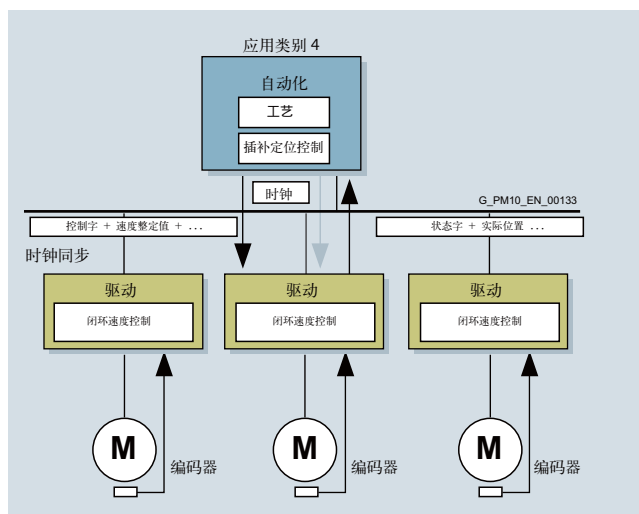 应用类别 4
自动化
工艺
插补定位控制
时钟
G_PM10_EN_00133
控制字 + 速度整定值 + ...
状态字 + 实际位置 ...
时钟同步
驱动
驱动
驱动
闭环速度控制
闭环速度控制
闭环速度控制
M
M
M
编码器
编码器
编码器